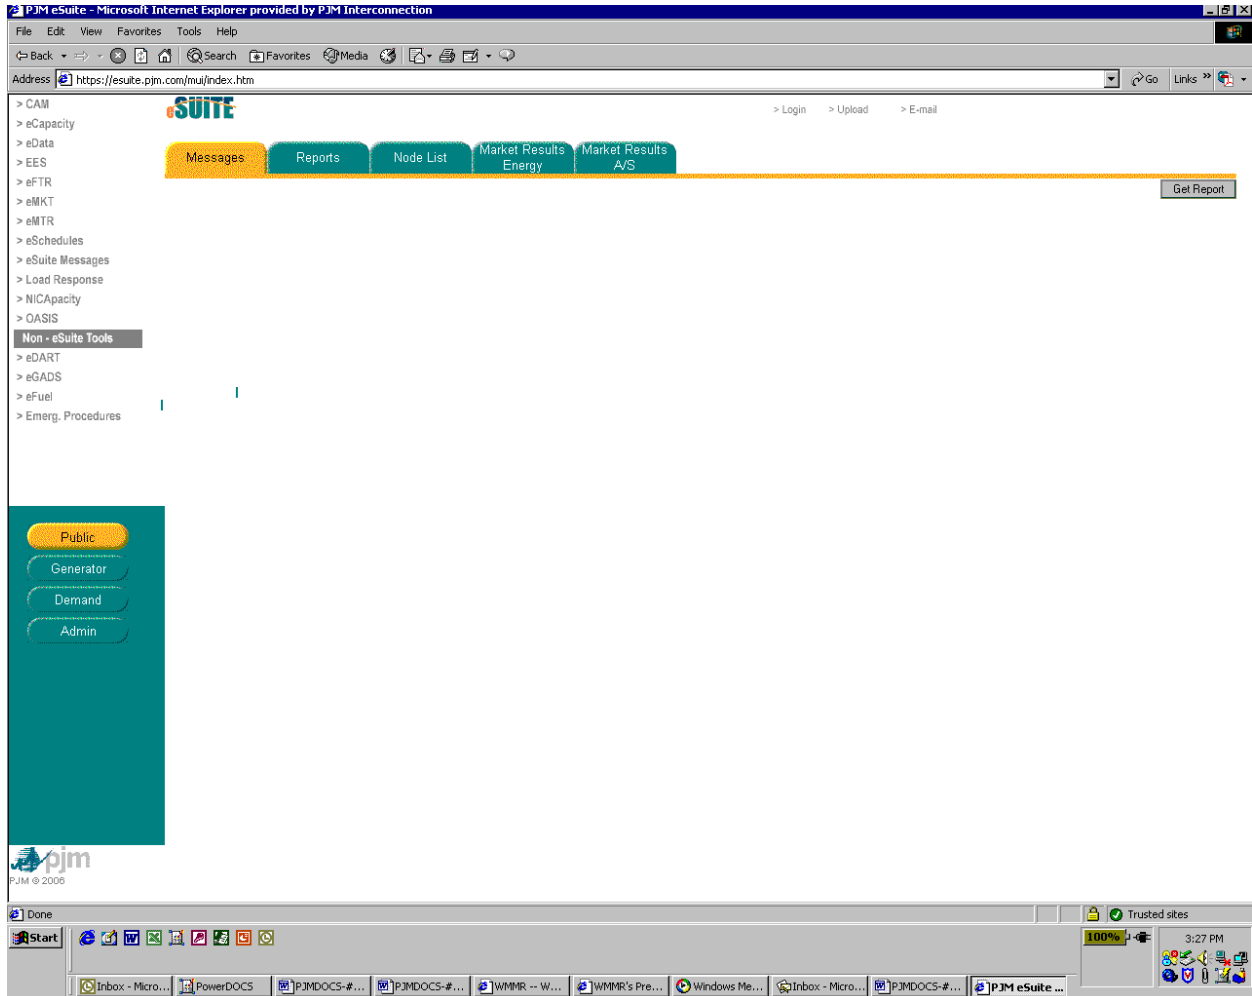 PJM eSuite - Microsoft Internet Explorer provided by PJM Interconnection
File Edit View Favorites Tools Help
Back Search Favorites Media
Address https://esuite.pjm.com/mui/index.htm Go Links »
> CAM
> eCapacity
> eData
> EES
> eFTR
> eMKT
> eMTR
> eSchedules
> eSuite Messages
> Load Response
> NICApacity
> OASIS
Non - eSuite Tools
> eDART
> eGADS
> eFuel
> Emerg. Procedures
eSUITE
> Login > Upload > E-mail
Messages Reports Node List Market Results Energy Market Results A/S
Get Report
Public
Generator
Demand
Admin
pjm
PJM © 2006
Done Trusted sites
Start 100% 3:27 PM
Inbox - Micro... PowerDOCS PJMDOCS-#... PJMDOCS-#... WMMR -- W... WMMR's Pre... Windows Me... Inbox - Micro... PJMDOCS-#... PJM eSuite ...